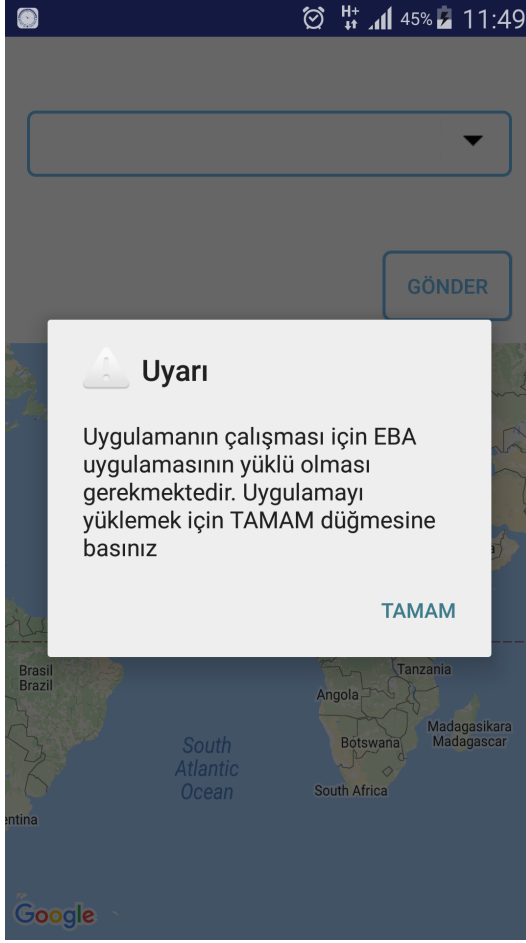 H+ 45% 11:49
GÖNDER
Uyarı
Uygulamanın çalışması için EBA
uygulamasının yüklü olması
gerekmektedir. Uygulamayı
yüklemek için TAMAM düğmesine
basınız
TAMAM
Brasil
Brazil
Tanzania
Angola
Botswana
Madagasikara
Madagascar
South
Atlantic
Ocean
South Africa
entina
Google